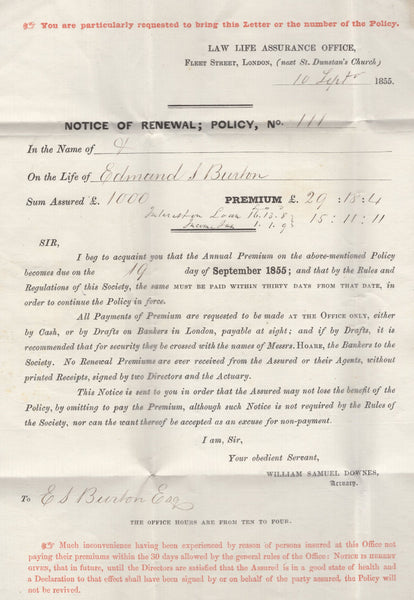 ☞ You are particularly requested to bring this Letter or the number of the Policy.
LAW LIFE ASSURANCE OFFICE,
FLEET STREET, LONDON, (next St. Dunstan's Church)
10 Septr 1855.
NOTICE OF RENEWAL; POLICY, No. 111
In the Name of
On the Life of Edmund S Burton
Sum Assured £. 1000 PREMIUM £. 29 : 18 : 4
Interest on Loan 16.13.8 15 : 11 : 11
Income Tax 1.1.9
SIR,
I beg to acquaint you that the Annual Premium on the above-mentioned Policy
becomes due on the 19 day of September 1855; and that by the Rules and
Regulations of this Society, the same MUST BE PAID WITHIN THIRTY DAYS FROM THAT DATE, in
order to continue the Policy in force.
All Payments of Premium are requested to be made AT THE OFFICE ONLY, either
by Cash, or by Drafts on Bankers in London, payable at sight; and if by Drafts, it is
recommended that for security they be crossed with the names of Messrs. HOARE, the Bankers to the
Society. No Renewal Premiums are ever received from the Assured or their Agents, without
printed Receipts, signed by two Directors and the Actuary.
This Notice is sent to you in order that the Assured may not lose the benefit of the
Policy, by omitting to pay the Premium, although such Notice is not required by the Rules of
the Society, nor can the want thereof be accepted as an excuse for non-payment.
I am, Sir,
Your obedient Servant,
WILLIAM SAMUEL DOWNES,
Actuary.
To E S Burton Esq
THE OFFICE HOURS ARE FROM TEN TO FOUR.
☞ Much inconvenience having been experienced by reason of persons insured at this Office not
paying their premiums within the 30 days allowed by the general rules of the Office: NOTICE IS HEREBY
GIVEN, that in future, until the Directors are satisfied that the Assured is in a good state of health and
a Declaration to that effect shall have been signed by or on behalf of the party assured, the Policy
will not be revived.